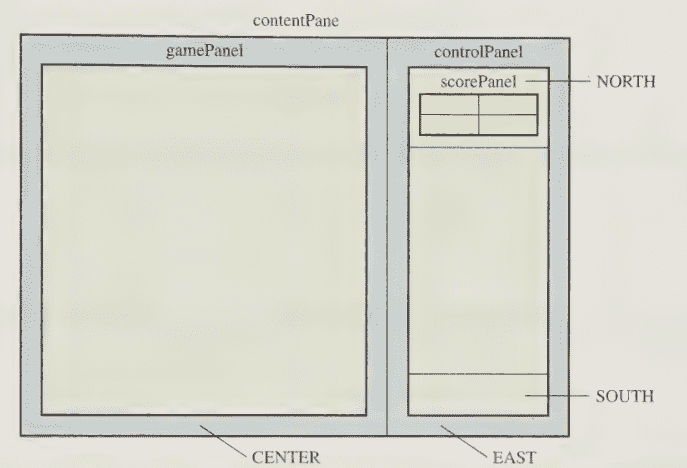 contentPane
gamePanel
controlPanel
scorePanel
NORTH
SOUTH
CENTER
EAST